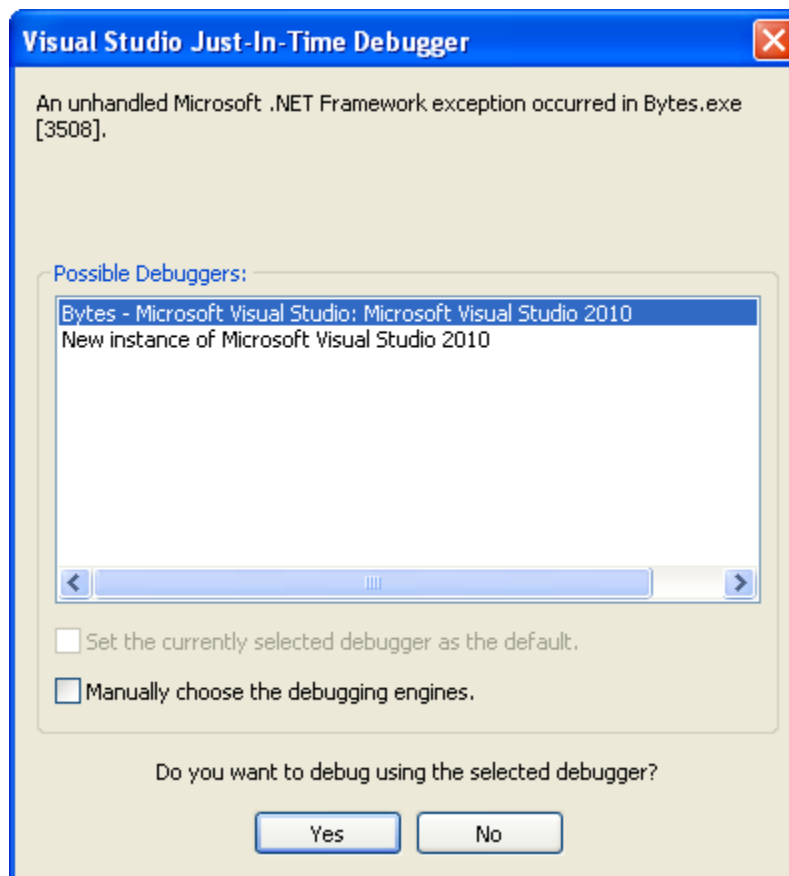 Visual Studio Just-In-Time Debugger
An unhandled Microsoft .NET Framework exception occurred in Bytes.exe
[3508].
Possible Debuggers:
Bytes - Microsoft Visual Studio: Microsoft Visual Studio 2010
New instance of Microsoft Visual Studio 2010
Set the currently selected debugger as the default.
Manually choose the debugging engines.
Do you want to debug using the selected debugger?
Yes
No